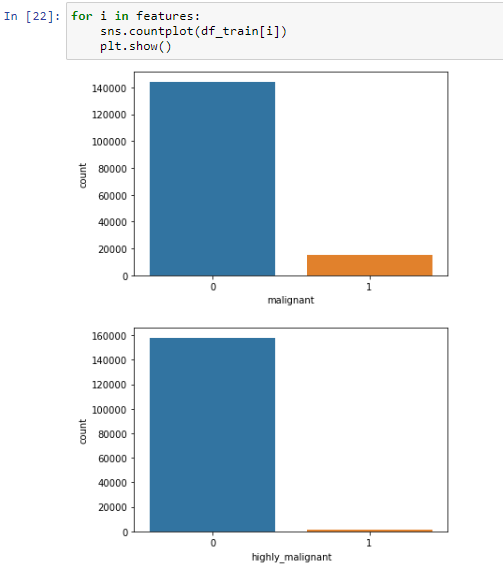 In [22]: for i in features:
sns.countplot(df_train[i])
plt.show()
140000
120000
100000
80000
60000
40000
20000
0
count
0 1
malignant
160000
140000
120000
100000
80000
60000
40000
20000
0
count
0 1
highly_malignant